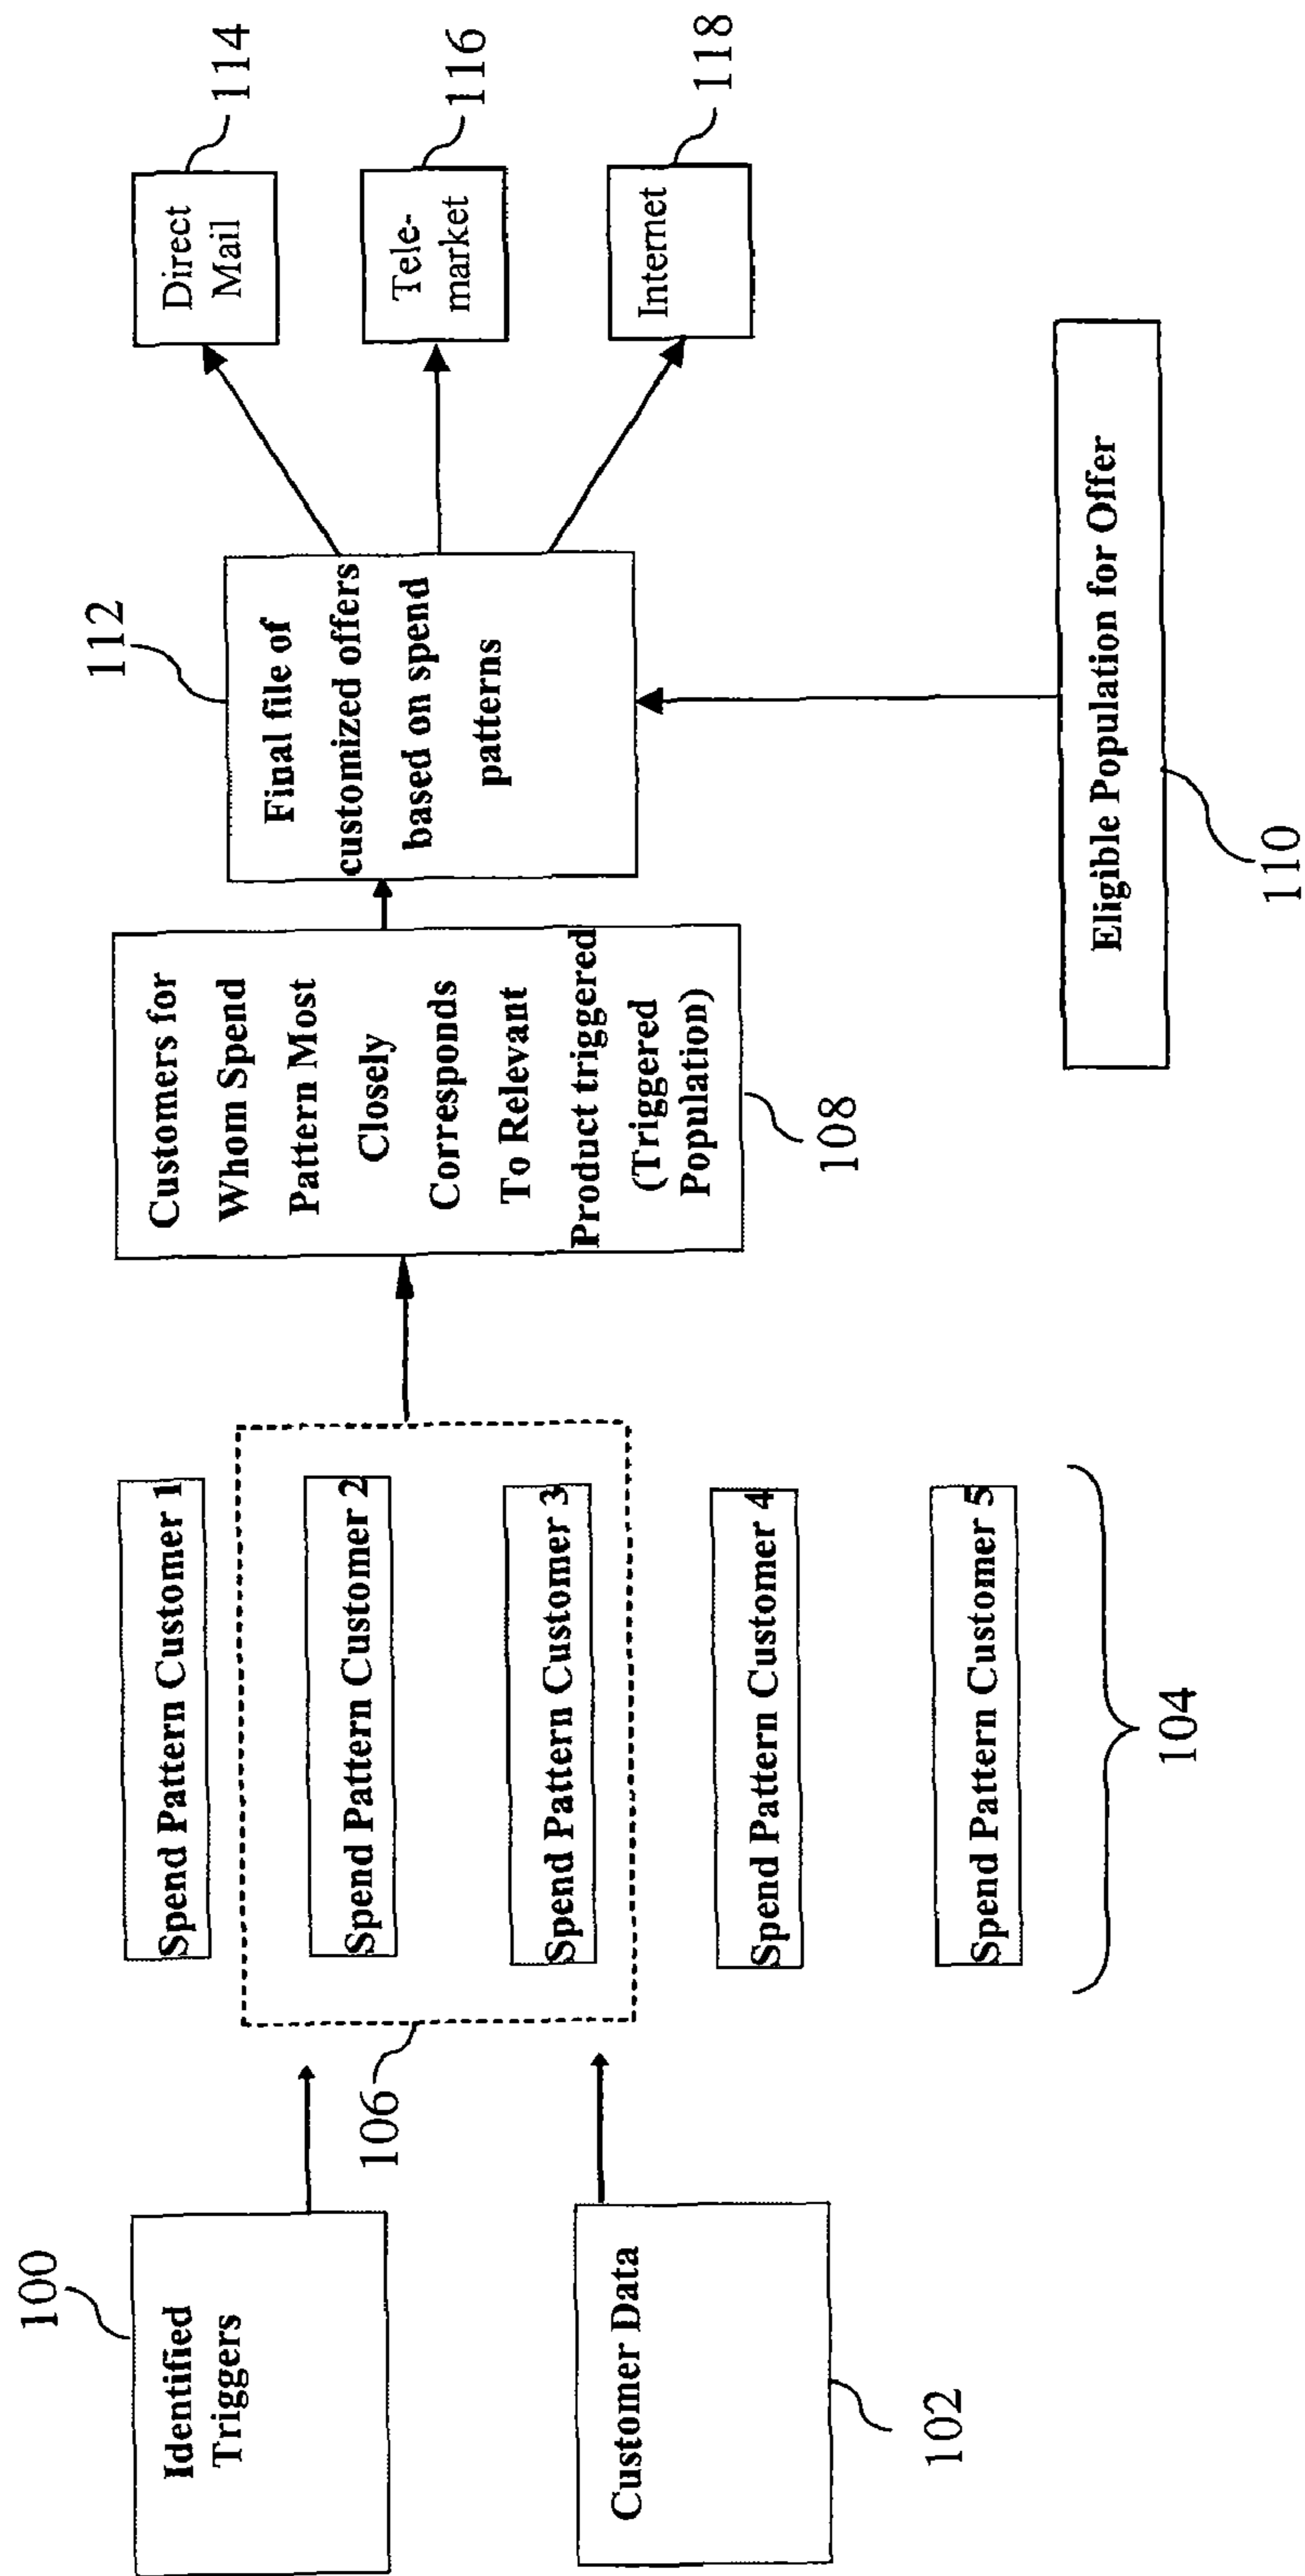 100
Identified
Triggers
Customer Data
102
106
Spend Pattern Customer 1
Spend Pattern Customer 2
Spend Pattern Customer 3
Spend Pattern Customer 4
Spend Pattern Customer 5
104
Customers for
Whom Spend
Pattern Most
Closely
Corresponds
To Relevant
Product triggered
(Triggered
Population)
108
112
Final file of
customized offers
based on spend
patterns
Eligible Population for Offer
110
Direct
Mail
114
Tele-
market
116
Internet
118